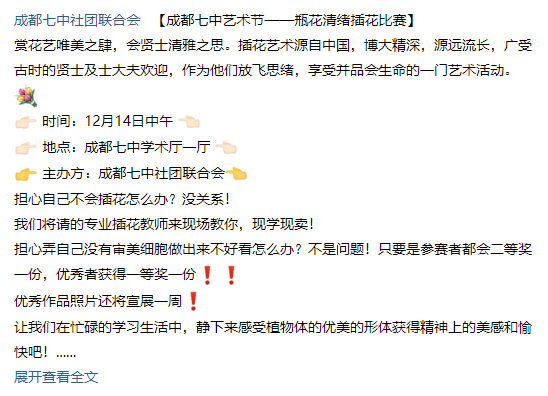 成都七中社团联合会 【成都七中艺术节——瓶花清绪插花比赛】
赏花艺唯美之肆，会贤士清雅之思。插花艺术源自中国，博大精深，源远流长，广受
古时的贤士及士大夫欢迎，作为他们放飞思绪，享受并品会生命的一门艺术活动。
💐
👉🏻 时间：12月14日中午 👈🏻
👉🏻 地点：成都七中学术厅一厅 👈🏻
👉 主办方：成都七中社团联合会👈
担心自己不会插花怎么办？没关系！
我们将请的专业插花教师来现场教你，现学现卖！
担心弄自己没有审美细胞做出来不好看怎么办？不是问题！只要是参赛者都会二等奖
一份，优秀者获得一等奖一份❗❗
优秀作品照片还将宣展一周❗
让我们在忙碌的学习生活中，静下来感受植物体的优美的形体获得精神上的美感和愉
快吧！......
展开查看全文